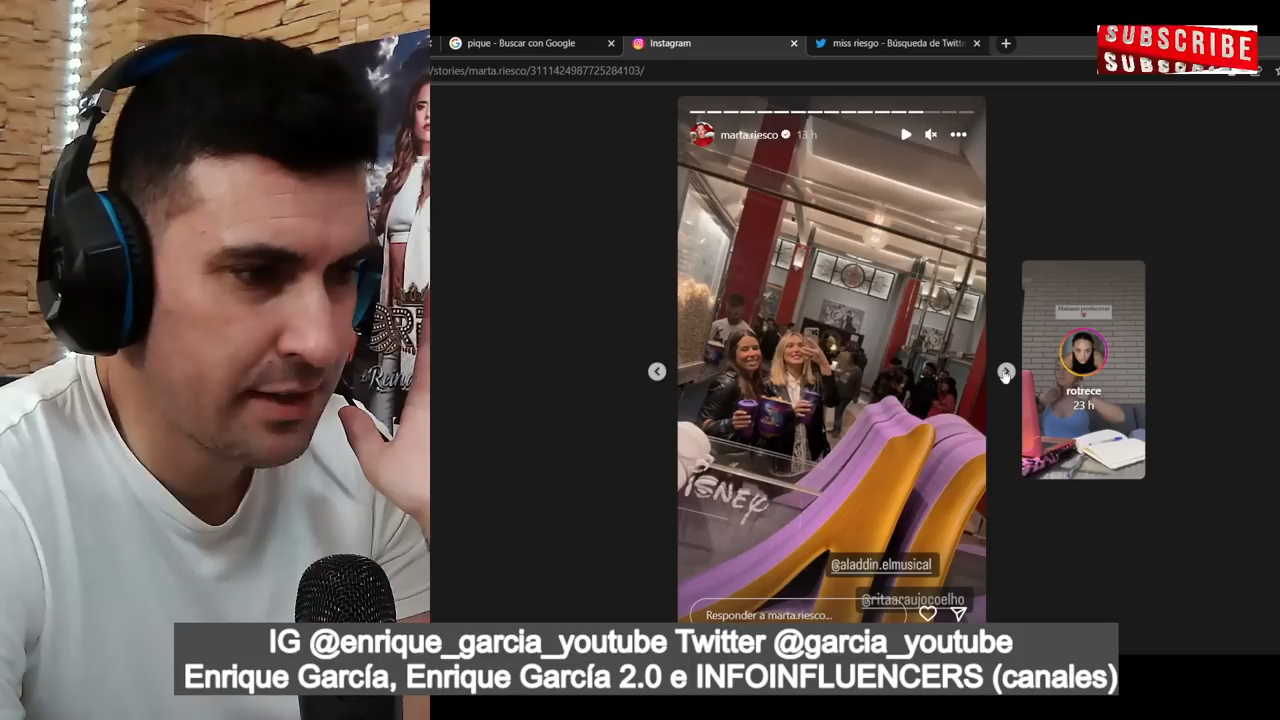 pique - Buscar con Google
Instagram
miss riesgo - Búsqueda de Twitte
SUBSCRIBE
/stories/marta.riesco/3111424987725284103/
marta.riesco 13 h
rotrece
23 h
DISNEY
@aladdin.elmusical
@ritaaraujocoelho
Responder a marta.riesco...
IG @enrique_garcia_youtube Twitter @garcia_youtube
Enrique García, Enrique García 2.0 e INFOINFLUENCERS (canales)